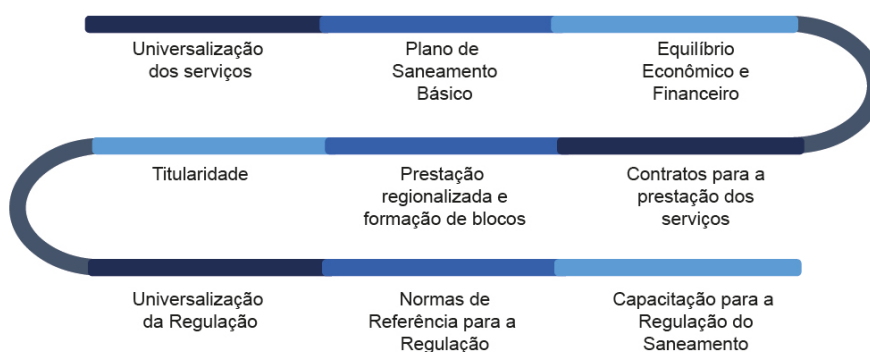 Universalização
dos serviços
Plano de
Saneamento
Básico
Equilíbrio
Econômico e
Financeiro
Titularidade
Prestação
regionalizada e
formação de blocos
Contratos para a
prestação dos
serviços
Universalização
da Regulação
Normas de
Referência para a
Regulação
Capacitação para a
Regulação do
Saneamento